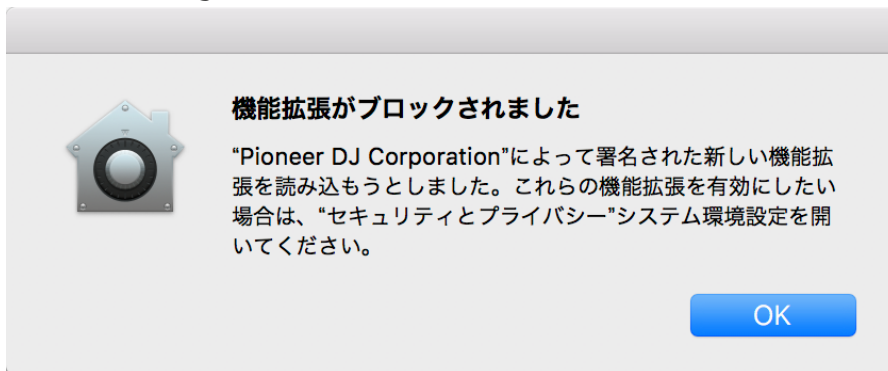 機能拡張がブロックされました
“Pioneer DJ Corporation”によって署名された新しい機能拡
張を読み込もうとしました。これらの機能拡張を有効にしたい
場合は、“セキュリティとプライバシー”システム環境設定を開
いてください。
OK